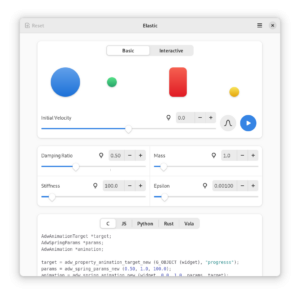 Reset
Elastic
Basic
Interactive
Initial Velocity
0.0
Damping Ratio
0.50
Mass
1.0
Stiffness
100.0
Epsilon
0.00100
C
JS
Python
Rust
Vala
AdwAnimationTarget *target;
AdwSpringParams *params;
AdwAnimation *animation;
target = adw_property_animation_target_new (G_OBJECT (widget), "progress");
params = adw_spring_params_new (0.50, 1.0, 100.0);
animation = adw_spring_animation_new (widget, 0.0, 1.0, params, target);